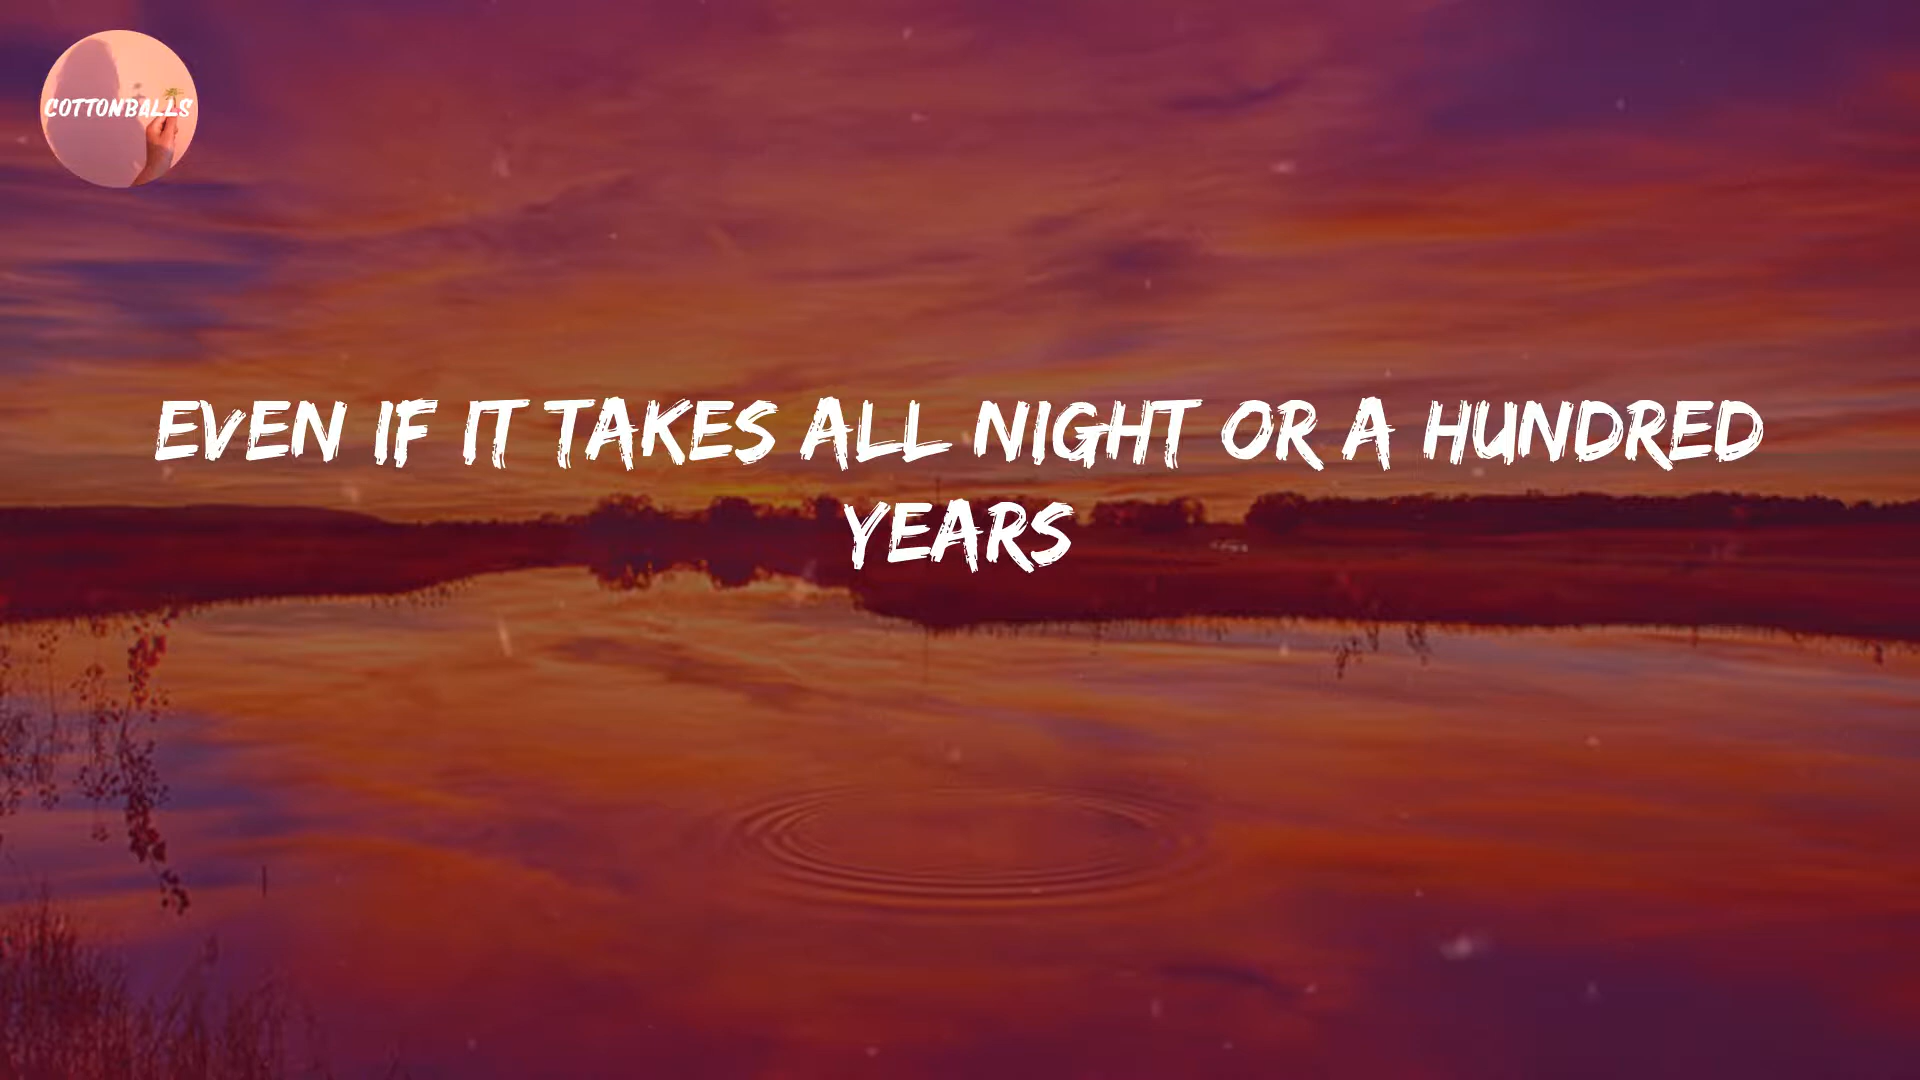 COTTONBALLS
EVEN IF IT TAKES ALL NIGHT OR A HUNDRED
YEARS